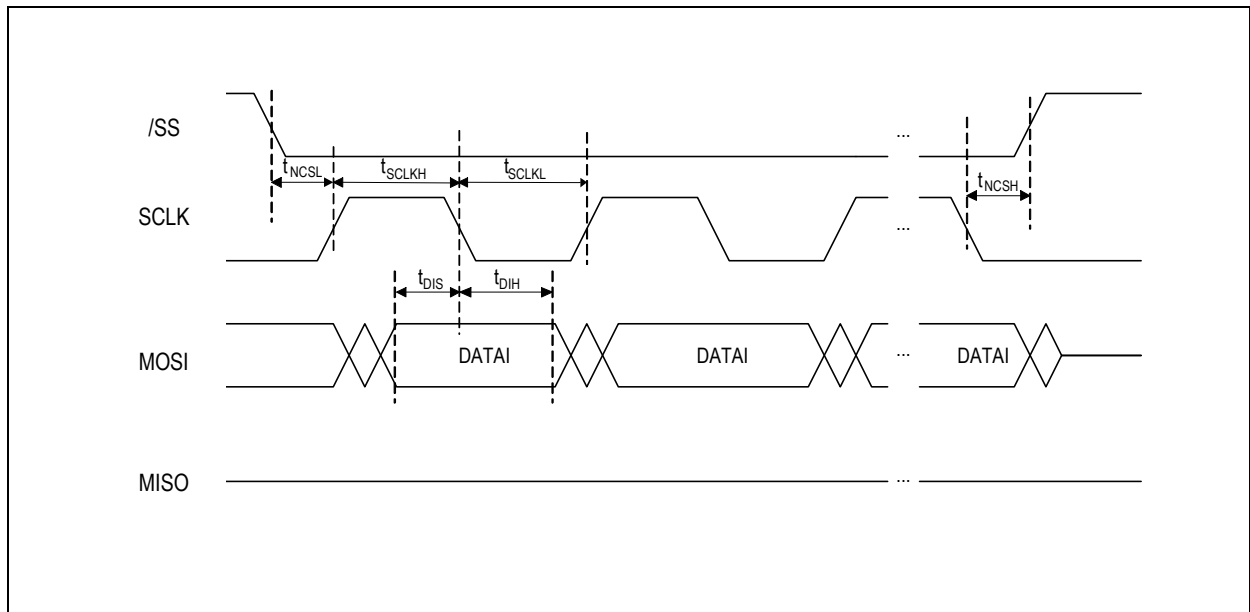 /SS
...
tNCSL
tSCLKH
tSCLKL
tNCSH
SCLK
...
tDIS
tDIH
MOSI
DATAI
DATAI
...
DATAI
MISO
...